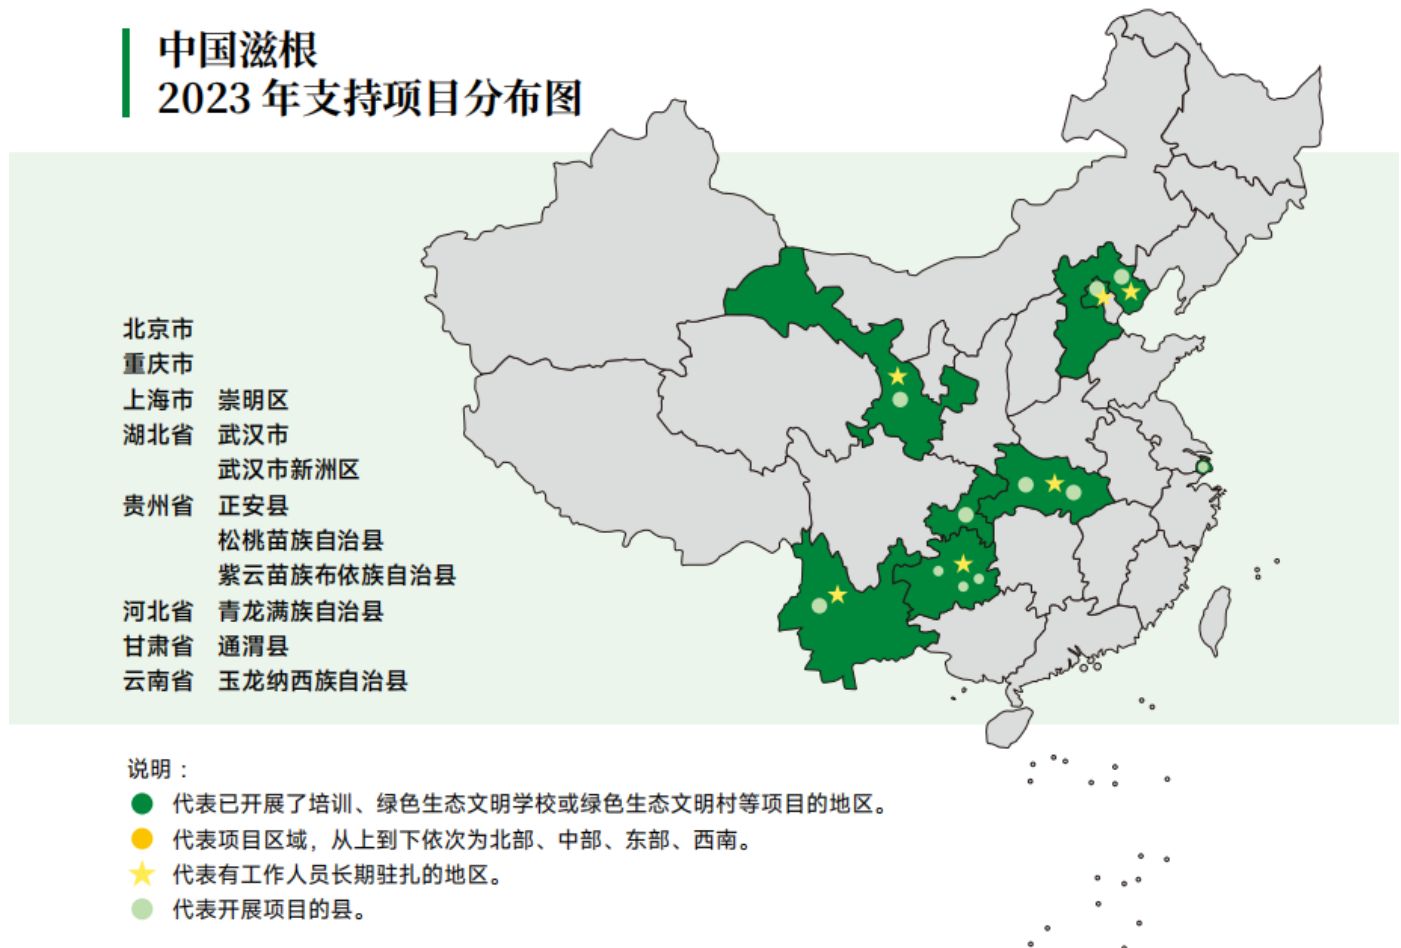 中国滋根
2023 年支持项目分布图
北京市
重庆市
上海市 崇明区
湖北省 武汉市
武汉市新洲区
贵州省 正安县
松桃苗族自治县
紫云苗族布依族自治县
河北省 青龙满族自治县
甘肃省 通渭县
云南省 玉龙纳西族自治县
说明：
代表已开展了培训、绿色生态文明学校或绿色生态文明村等项目的地区。
代表项目区域，从上到下依次为北部、中部、东部、西南。
代表有工作人员长期驻扎的地区。
代表开展项目的县。